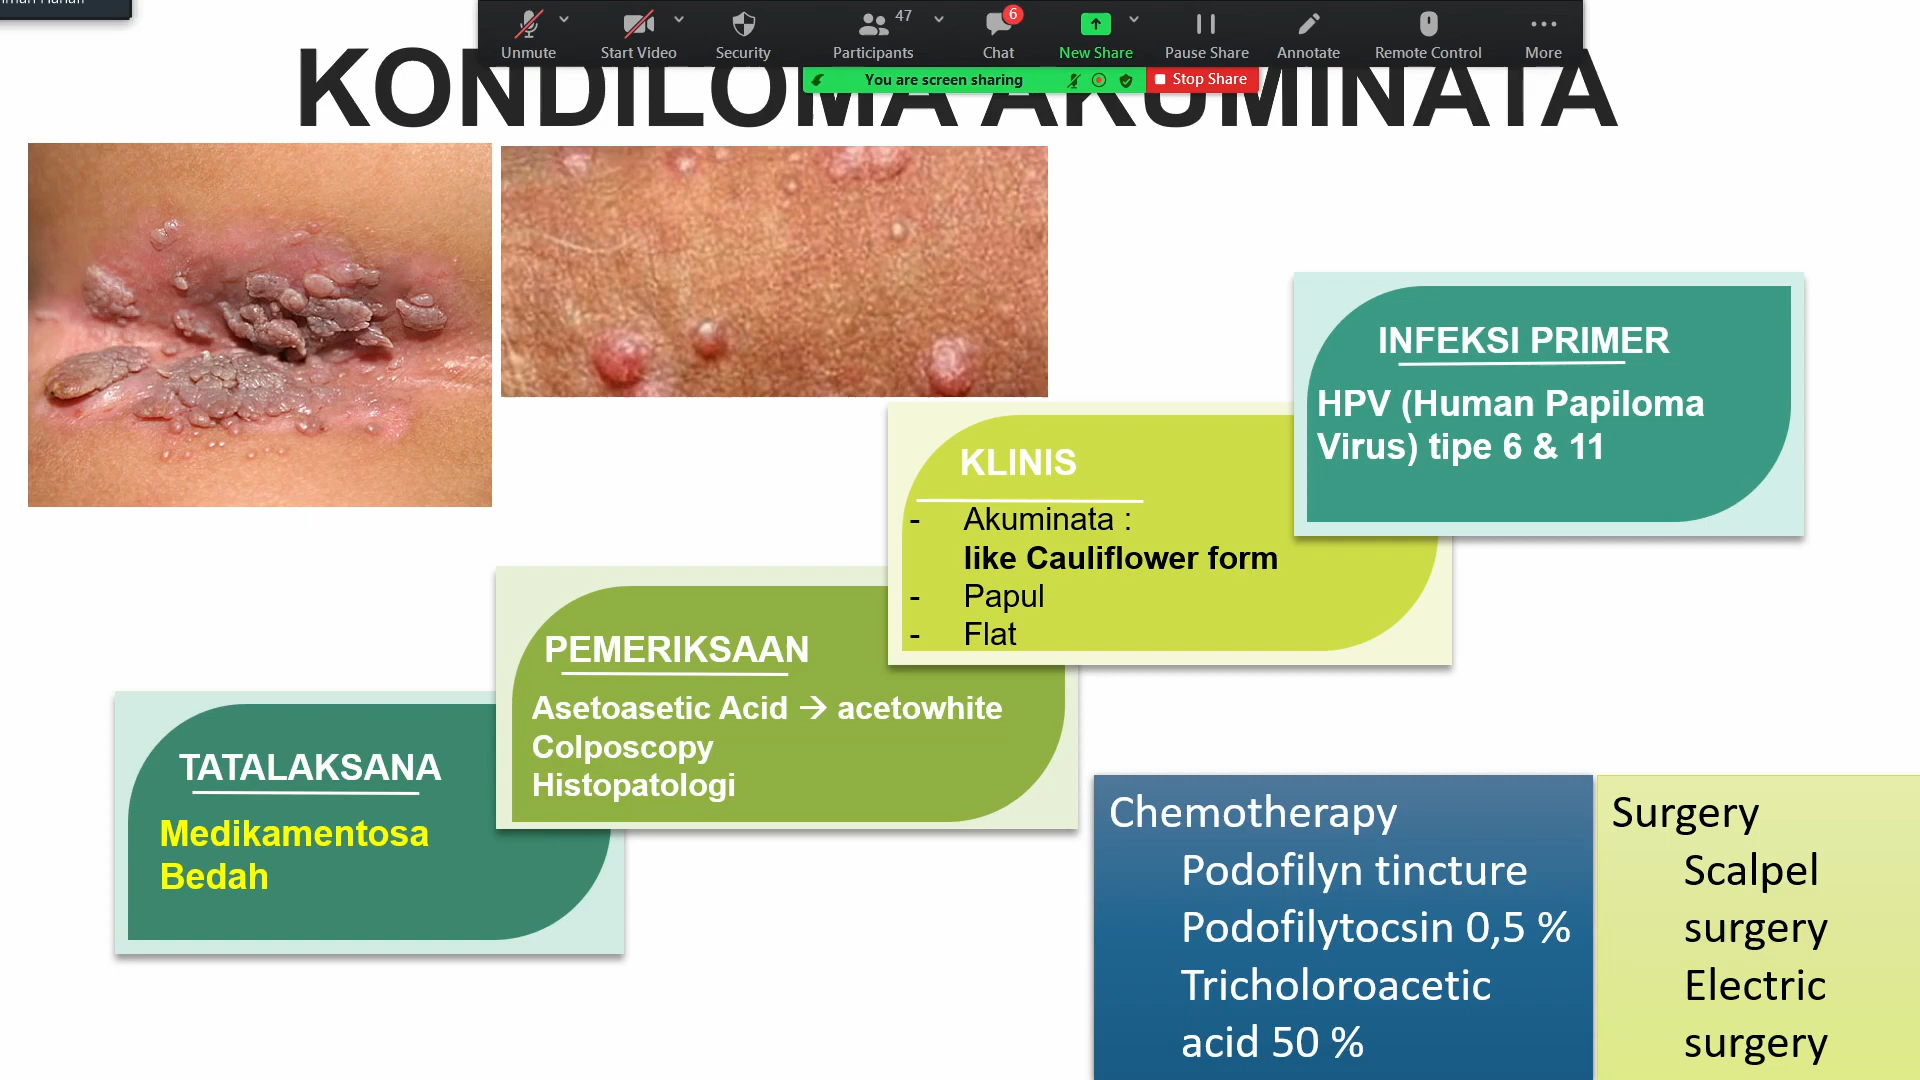 Unmute
Start Video
Security
47
Participants
6
Chat
New Share
Pause Share
Annotate
Remote Control
More
You are screen sharing
Stop Share
KONDILOMA AKUMINATA
INFEKSI PRIMER
HPV (Human Papiloma
Virus) tipe 6 & 11
KLINIS
- Akuminata :
like Cauliflower form
- Papul
- Flat
PEMERIKSAAN
Asetoasetic Acid → acetowhite
Colposcopy
Histopatologi
TATALAKSANA
Medikamentosa
Bedah
Chemotherapy
Podofilyn tincture
Podofilytocsin 0,5 %
Tricholoroacetic
acid 50 %
Surgery
Scalpel
surgery
Electric
surgery